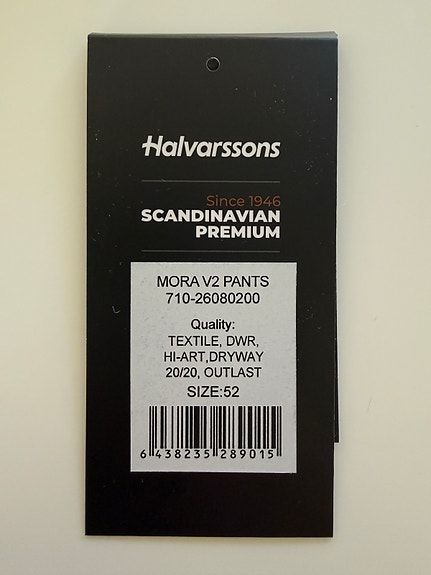 Halvarssons
Since 1946
SCANDINAVIAN
PREMIUM
MORA V2 PANTS
710-26080200
Quality:
TEXTILE, DWR,
HI-ART,DRYWAY
20/20, OUTLAST
SIZE:52
6 438235 289015